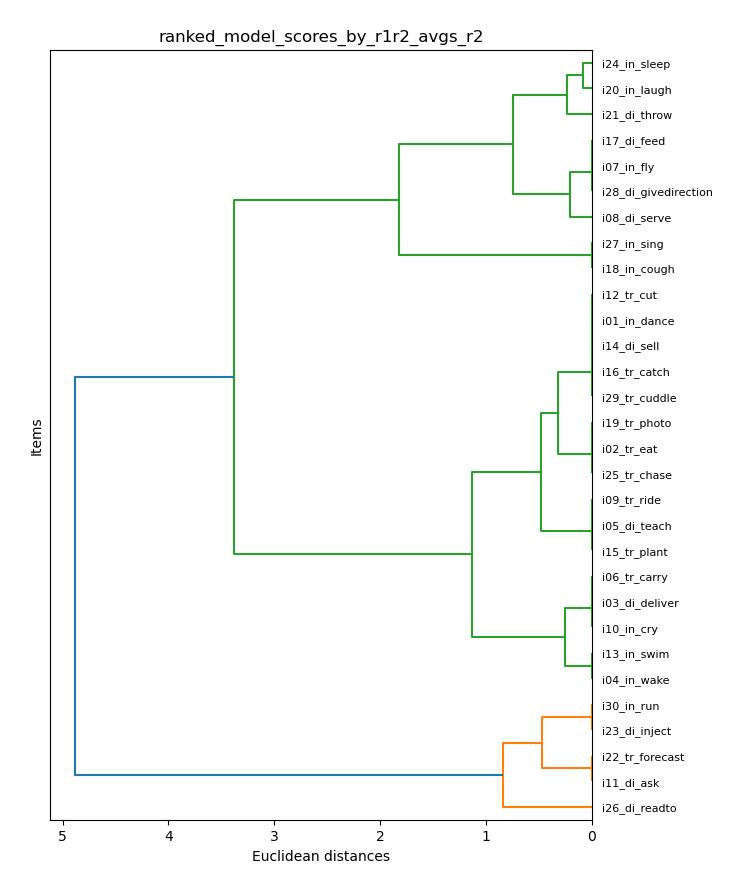 ranked_model_scores_by_r1r2_avgs_r2
i24_in_sleep
i20_in_laugh
i21_di_throw
i17_di_feed
i07_in_fly
i28_di_givedirection
i08_di_serve
i27_in_sing
i18_in_cough
i12_tr_cut
i01_in_dance
i14_di_sell
i16_tr_catch
i29_tr_cuddle
i19_tr_photo
i02_tr_eat
i25_tr_chase
i09_tr_ride
i05_di_teach
i15_tr_plant
i06_tr_carry
i03_di_deliver
i10_in_cry
i13_in_swim
i04_in_wake
i30_in_run
i23_di_inject
i22_tr_forecast
i11_di_ask
i26_di_readto
Items
5 4 3 2 1 0
Euclidean distances